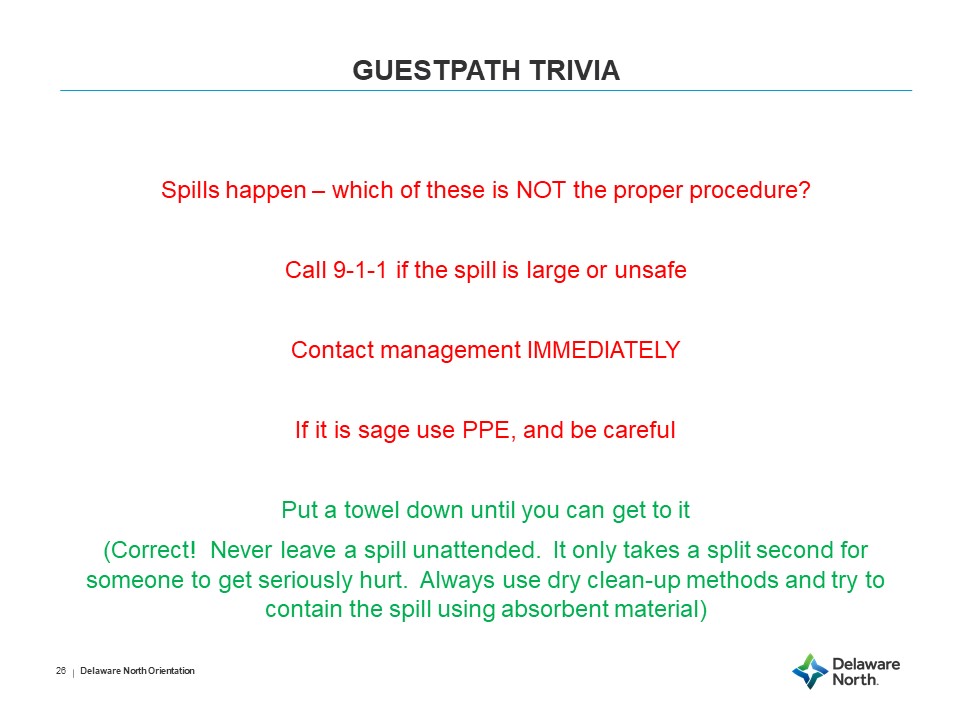 GUESTPATH TRIVIA
Spills happen – which of these is NOT the proper procedure?
Call 9-1-1 if the spill is large or unsafe
Contact management IMMEDIATELY
If it is sage use PPE, and be careful
Put a towel down until you can get to it
(Correct!  Never leave a spill unattended.  It only takes a split second for
someone to get seriously hurt.  Always use dry clean-up methods and try to
contain the spill using absorbent material)
26 | Delaware North Orientation
Delaware
North.